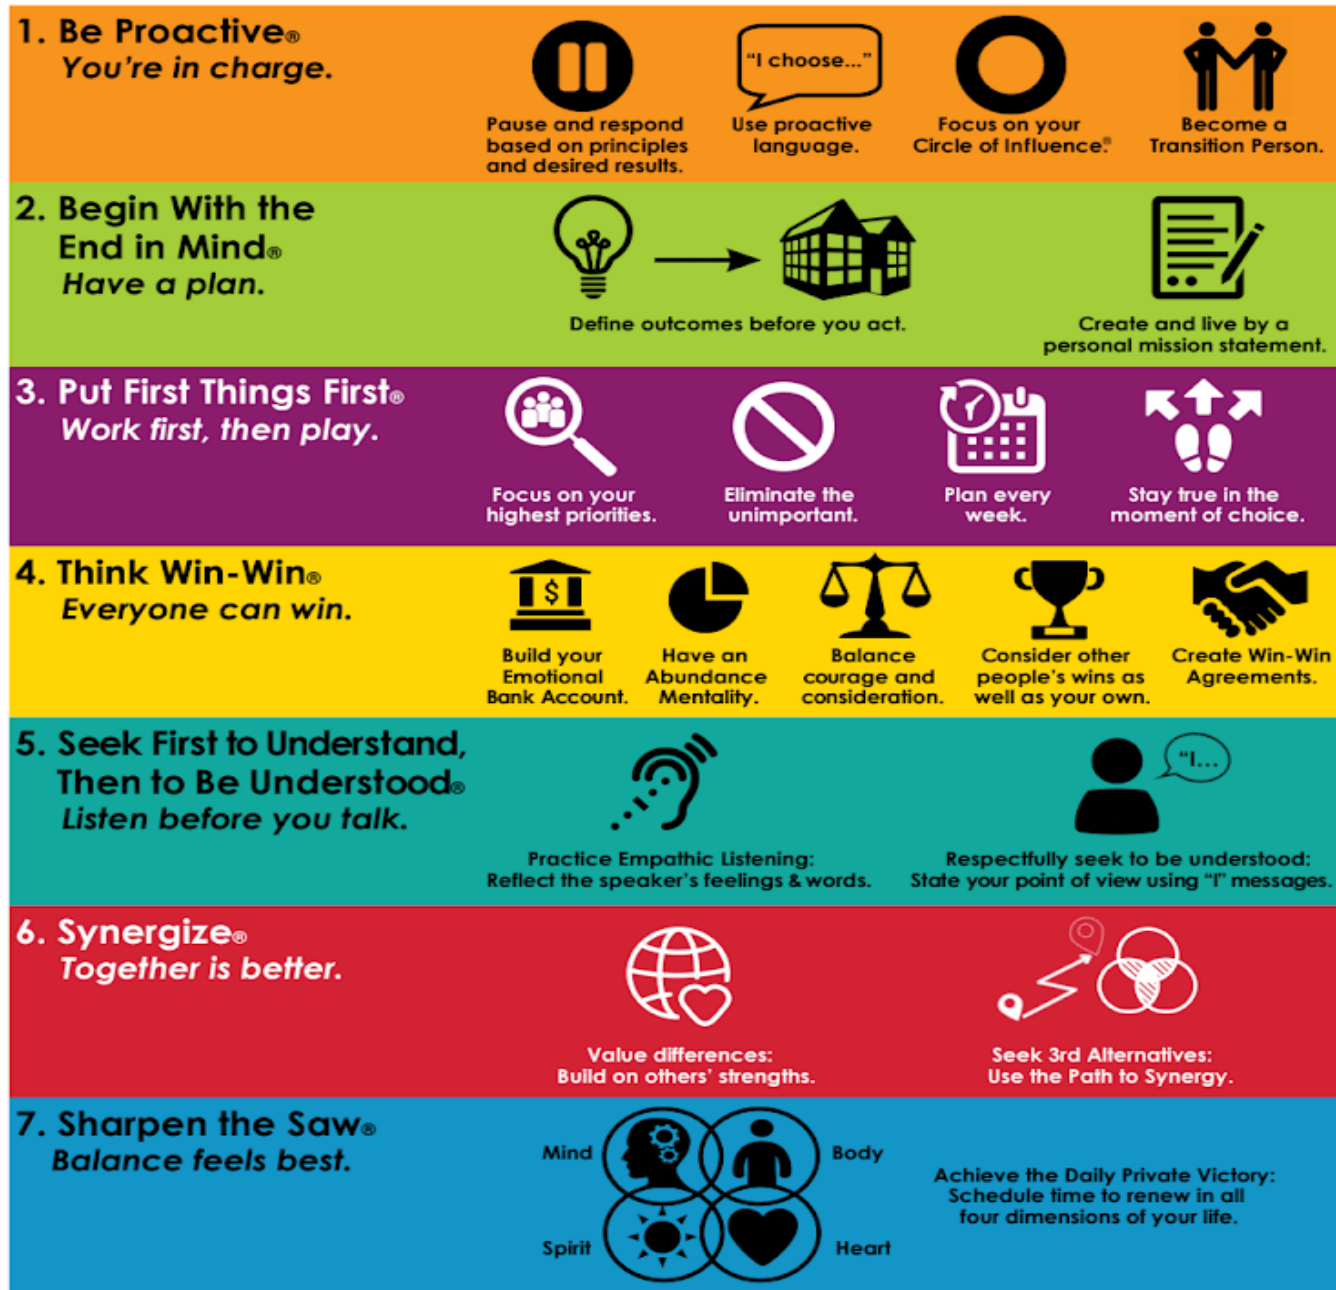 1. Be Proactive®
You're in charge.
"I choose..."
Pause and respond
based on principles
and desired results.
Use proactive
language.
Focus on your
Circle of Influence.®
Become a
Transition Person.
2. Begin With the
End in Mind®
Have a plan.
Define outcomes before you act.
Create and live by a
personal mission statement.
3. Put First Things First®
Work first, then play.
Focus on your
highest priorities.
Eliminate the
unimportant.
Plan every
week.
Stay true in the
moment of choice.
4. Think Win-Win®
Everyone can win.
$
Build your
Emotional
Bank Account.
Have an
Abundance
Mentality.
Balance
courage and
consideration.
Consider other
people's wins as
well as your own.
Create Win-Win
Agreements.
5. Seek First to Understand,
Then to Be Understood®
Listen before you talk.
"I...
Practice Empathic Listening:
Reflect the speaker's feelings & words.
Respectfully seek to be understood:
State your point of view using "I" messages.
6. Synergize®
Together is better.
Value differences:
Build on others' strengths.
Seek 3rd Alternatives:
Use the Path to Synergy.
7. Sharpen the Saw®
Balance feels best.
Mind
Body
Spirit
Heart
Achieve the Daily Private Victory:
Schedule time to renew in all
four dimensions of your life.